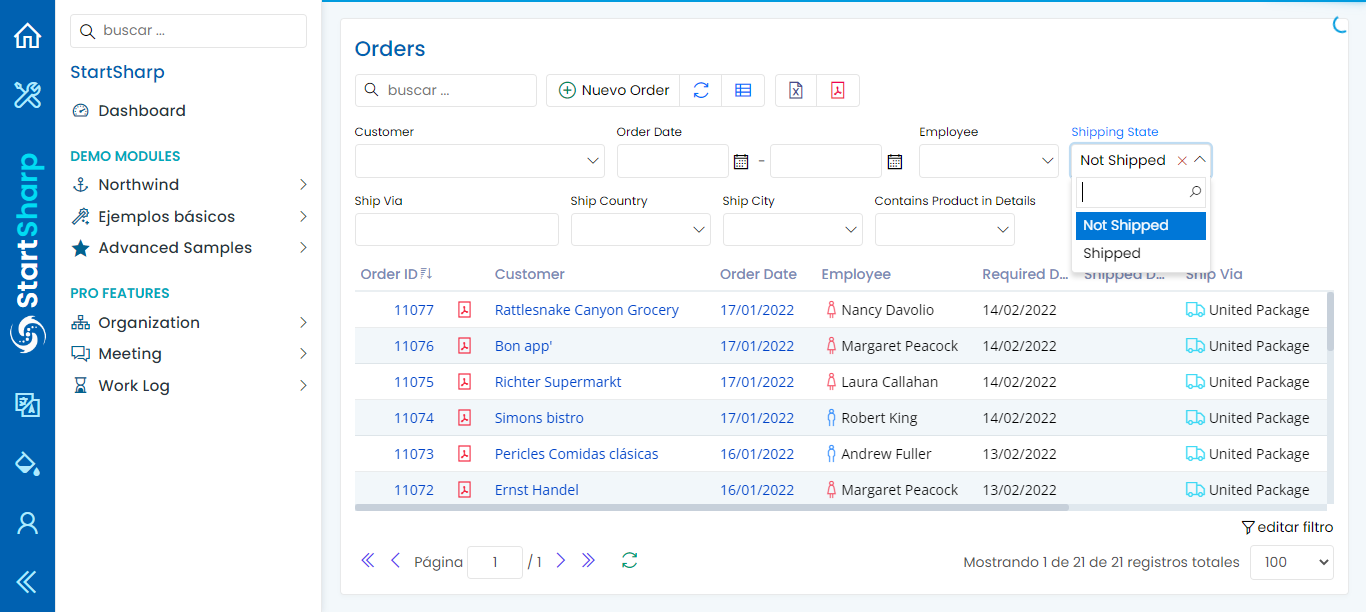 buscar ...
StartSharp
Dashboard
DEMO MODULES
Northwind
Ejemplos básicos
Advanced Samples
PRO FEATURES
Organization
Meeting
Work Log
StartSharp
Orders
buscar ...
Nuevo Order
Customer
Order Date
Employee
Shipping State
-
Not Shipped
Not Shipped
Shipped
Ship Via
Ship Country
Ship City
Contains Product in Details
Order ID Customer Order Date Employee Required D... Shipped D... Ship Via
11077 Rattlesnake Canyon Grocery 17/01/2022 Nancy Davolio 14/02/2022 United Package
11076 Bon app' 17/01/2022 Margaret Peacock 14/02/2022 United Package
11075 Richter Supermarkt 17/01/2022 Laura Callahan 14/02/2022 United Package
11074 Simons bistro 17/01/2022 Robert King 14/02/2022 United Package
11073 Pericles Comidas clásicas 16/01/2022 Andrew Fuller 13/02/2022 United Package
11072 Ernst Handel 16/01/2022 Margaret Peacock 13/02/2022 United Package
editar filtro
Página 1 / 1
Mostrando 1 de 21 de 21 registros totales 100